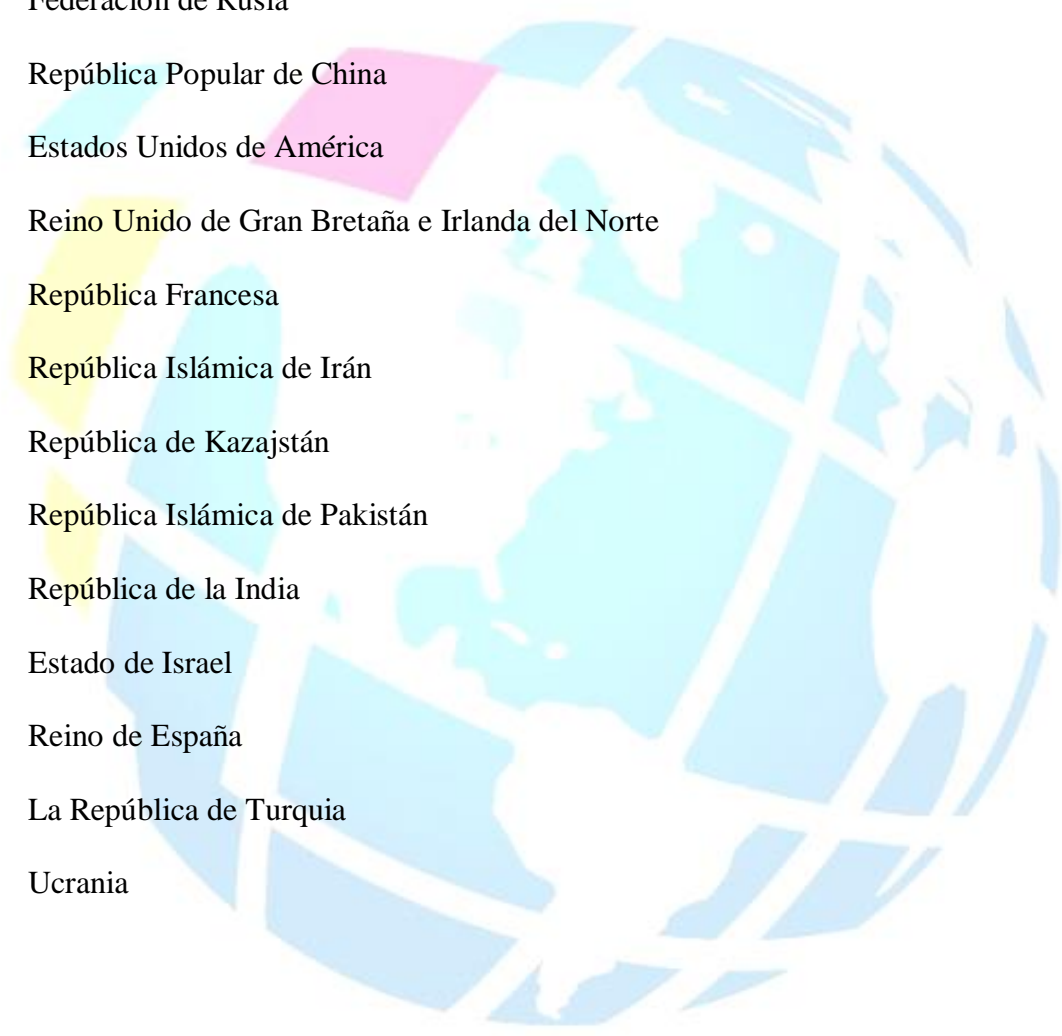 Federación de Rusia
República Popular de China
Estados Unidos de América
Reino Unido de Gran Bretaña e Irlanda del Norte
República Francesa
República Islámica de Irán
República de Kazajstán
República Islámica de Pakistán
República de la India
Estado de Israel
Reino de España
La República de Turquia
Ucrania